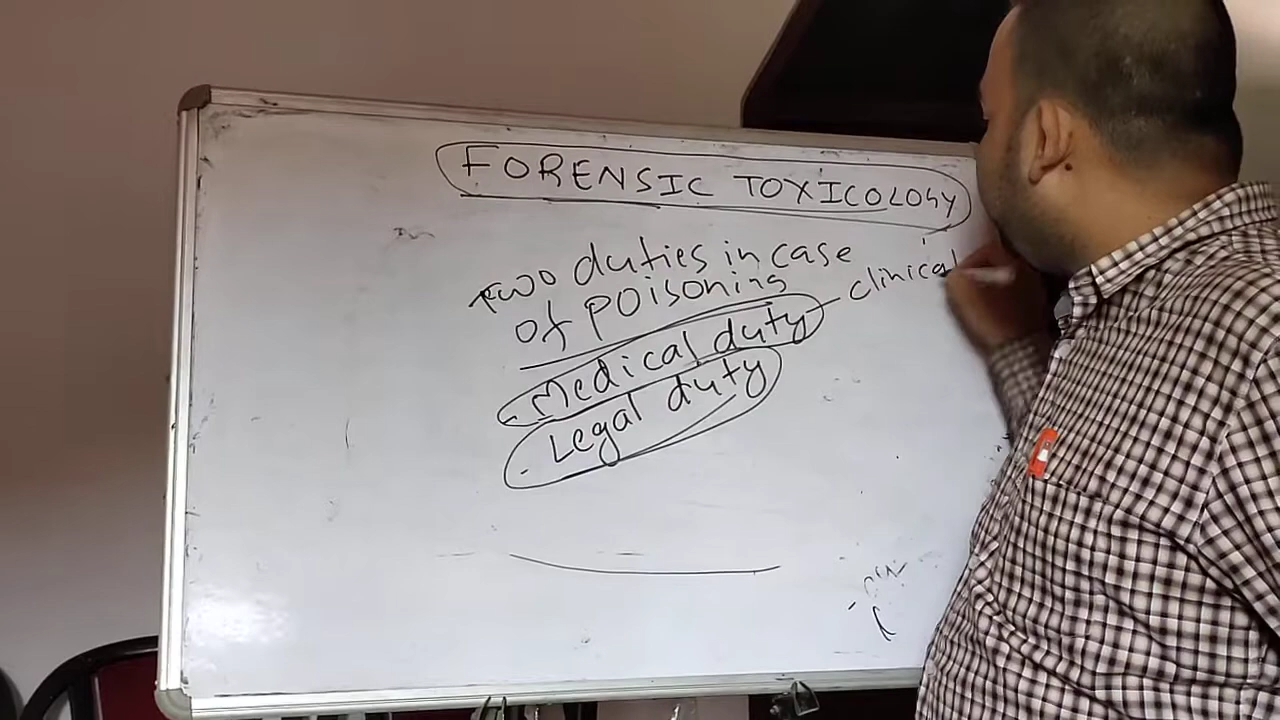 FORENSIC TOXICOLOGY
Two duties in case
of poisoning
- Medical duty - clinical
- Legal duty